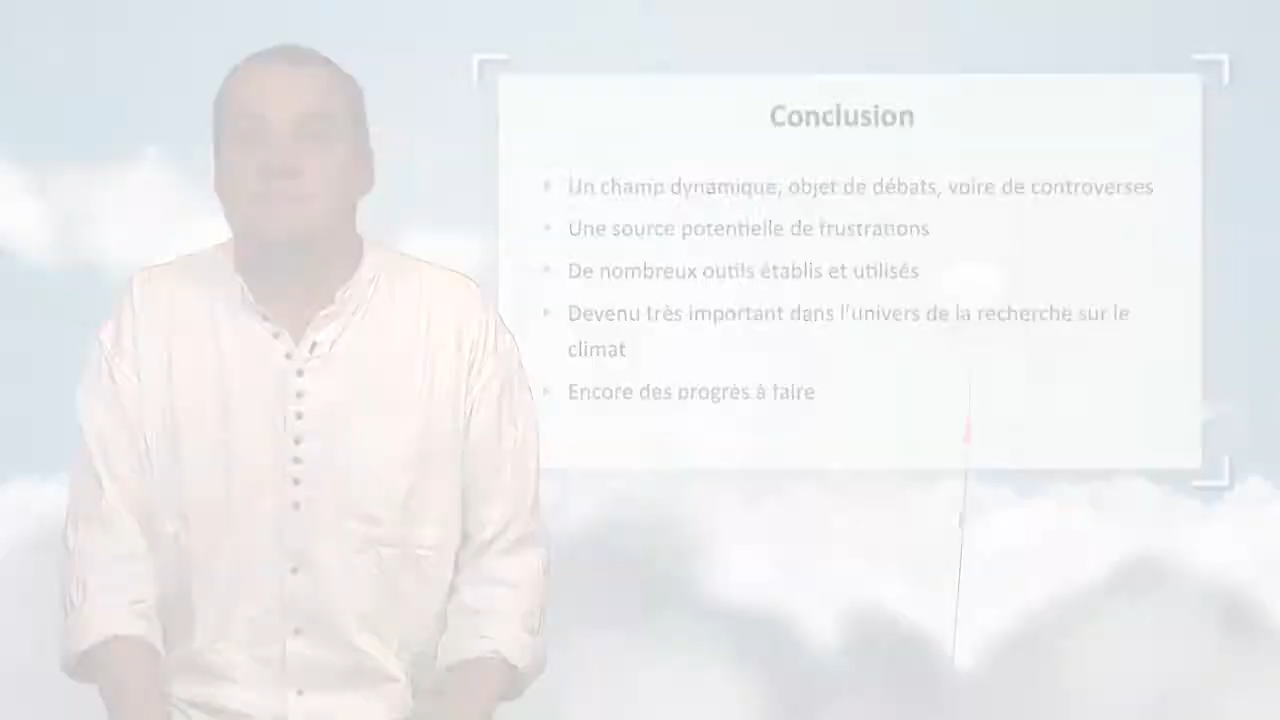 Conclusion
• Un champ dynamique, objet de débats, voire de controverses
• Une source potentielle de frustrations
• De nombreux outils établis et utilisés
• Devenu très important dans l'univers de la recherche sur le
climat
• Encore des progrès à faire